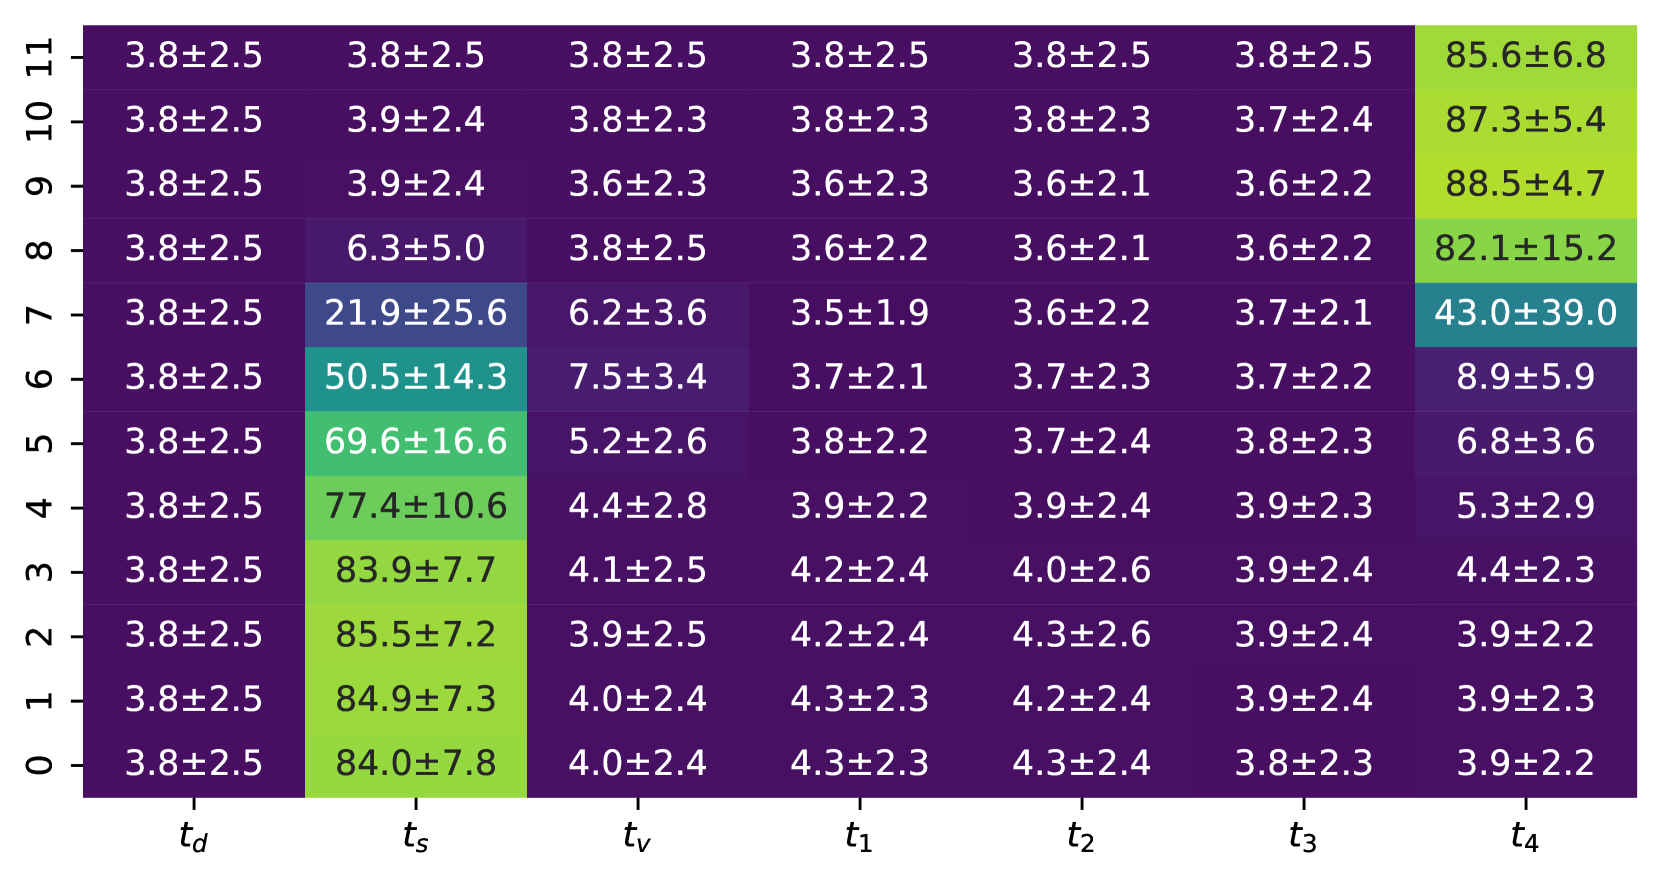 11 3.8±2.5 3.8±2.5 3.8±2.5 3.8±2.5 3.8±2.5 3.8±2.5 85.6±6.8
10 3.8±2.5 3.9±2.4 3.8±2.3 3.8±2.3 3.8±2.3 3.7±2.4 87.3±5.4
9 3.8±2.5 3.9±2.4 3.6±2.3 3.6±2.3 3.6±2.1 3.6±2.2 88.5±4.7
8 3.8±2.5 6.3±5.0 3.8±2.5 3.6±2.2 3.6±2.1 3.6±2.2 82.1±15.2
7 3.8±2.5 21.9±25.6 6.2±3.6 3.5±1.9 3.6±2.2 3.7±2.1 43.0±39.0
6 3.8±2.5 50.5±14.3 7.5±3.4 3.7±2.1 3.7±2.3 3.7±2.2 8.9±5.9
5 3.8±2.5 69.6±16.6 5.2±2.6 3.8±2.2 3.7±2.4 3.8±2.3 6.8±3.6
4 3.8±2.5 77.4±10.6 4.4±2.8 3.9±2.2 3.9±2.4 3.9±2.3 5.3±2.9
3 3.8±2.5 83.9±7.7 4.1±2.5 4.2±2.4 4.0±2.6 3.9±2.4 4.4±2.3
2 3.8±2.5 85.5±7.2 3.9±2.5 4.2±2.4 4.3±2.6 3.9±2.4 3.9±2.2
1 3.8±2.5 84.9±7.3 4.0±2.4 4.3±2.3 4.2±2.4 3.9±2.4 3.9±2.3
0 3.8±2.5 84.0±7.8 4.0±2.4 4.3±2.3 4.3±2.4 3.8±2.3 3.9±2.2
t_d t_s t_v t_1 t_2 t_3 t_4